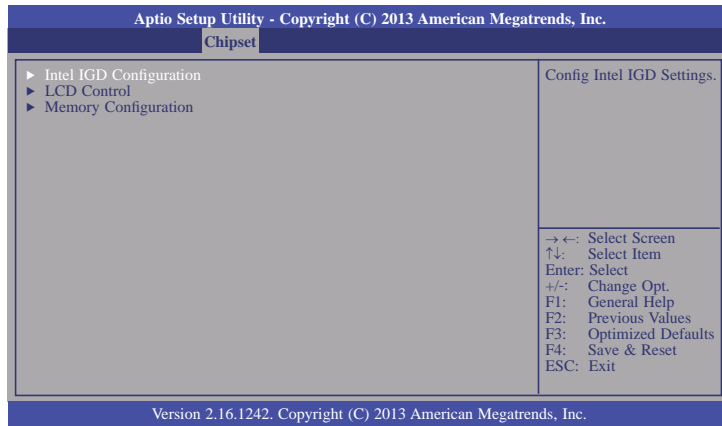 Aptio Setup Utility - Copyright (C) 2013 American Megatrends, Inc.
Chipset
▶ Intel IGD Configuration
▶ LCD Control
▶ Memory Configuration
Config Intel IGD Settings.
→ ←: Select Screen
↑↓: Select Item
Enter: Select
+/-: Change Opt.
F1: General Help
F2: Previous Values
F3: Optimized Defaults
F4: Save & Reset
ESC: Exit
Version 2.16.1242. Copyright (C) 2013 American Megatrends, Inc.